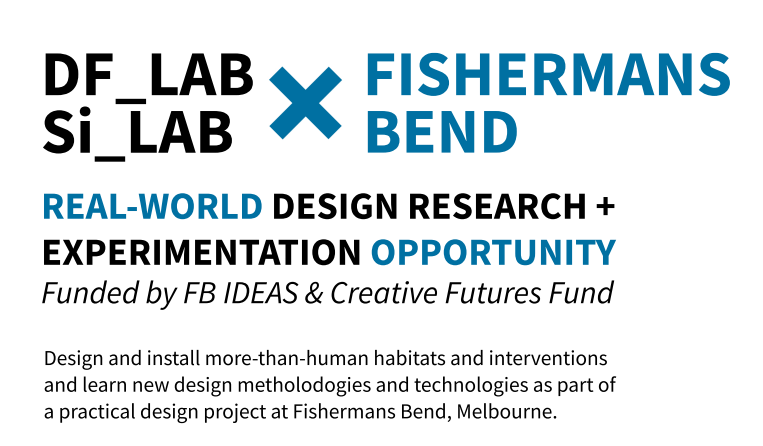 DF_LAB × FISHERMANS
Si_LAB BEND
REAL-WORLD DESIGN RESEARCH +
EXPERIMENTATION OPPORTUNITY
Funded by FB IDEAS & Creative Futures Fund
Design and install more-than-human habitats and interventions
and learn new design metholodogies and technologies as part of
a practical design project at Fishermans Bend, Melbourne.